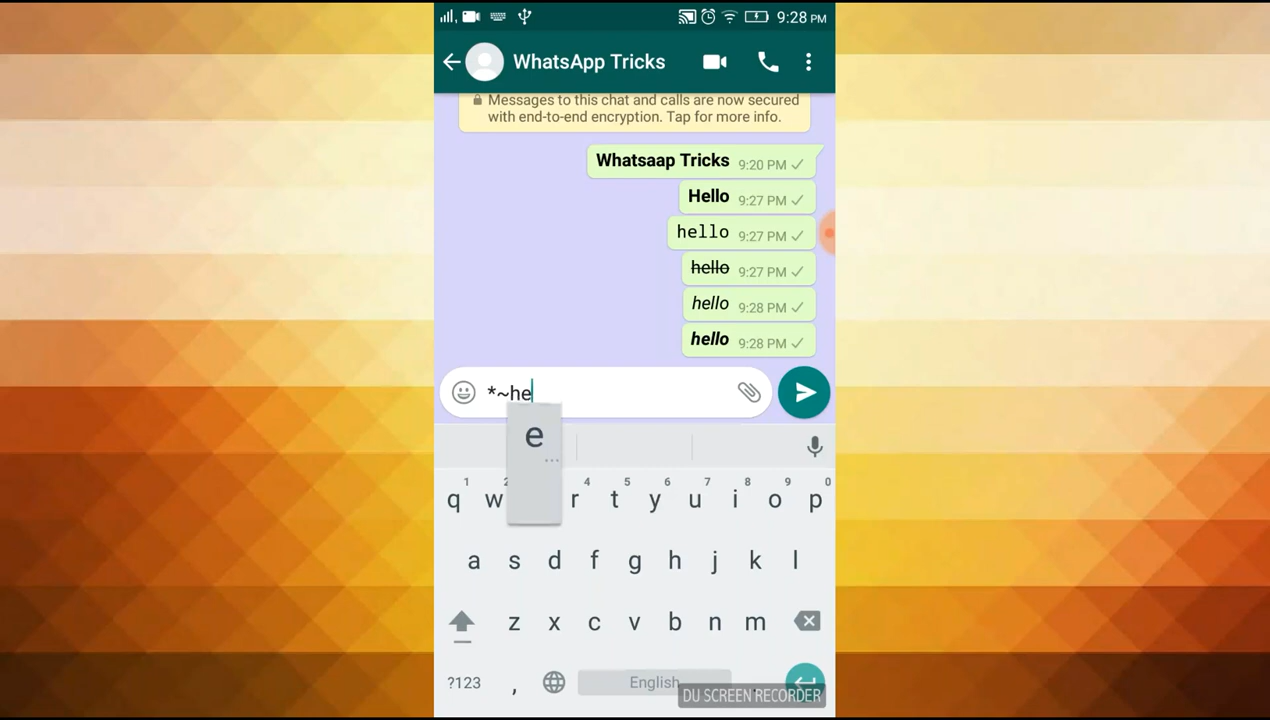 9:28 PM
WhatsApp Tricks
Messages to this chat and calls are now secured
with end-to-end encryption. Tap for more info.
Whatsaap Tricks 9:20 PM
Hello 9:27 PM
hello 9:27 PM
hello 9:27 PM
hello 9:28 PM
hello 9:28 PM
*~he
e
...
1 2 4 5 6 7 8 9 0
q w r t y u i o p
a s d f g h j k l
z x c v b n m
?123 , English .
DU SCREEN RECORDER